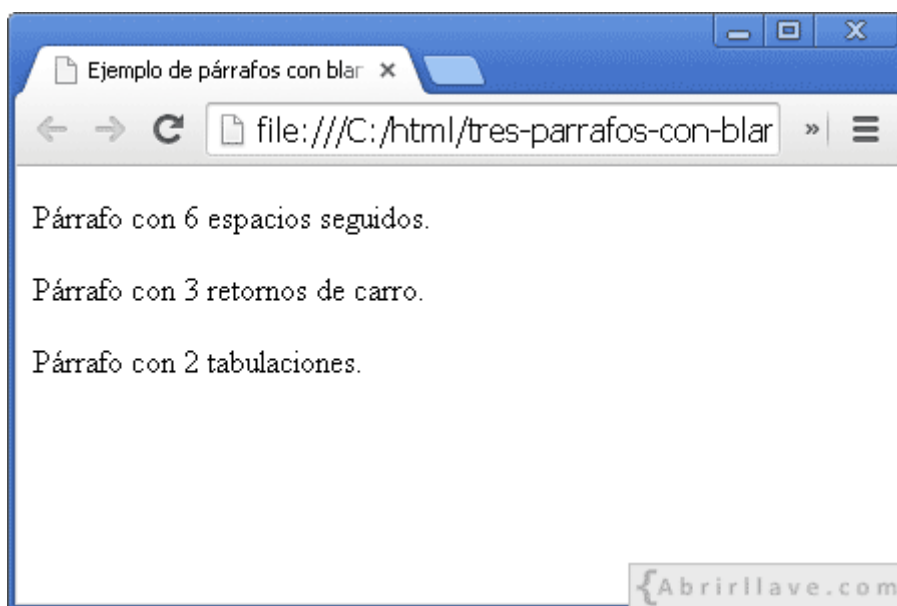 Ejemplo de párrafos con blan
file:///C:/html/tres-parrafos-con-blar
Párrafo con 6 espacios seguidos.
Párrafo con 3 retornos de carro.
Párrafo con 2 tabulaciones.
{Abrirllave.com